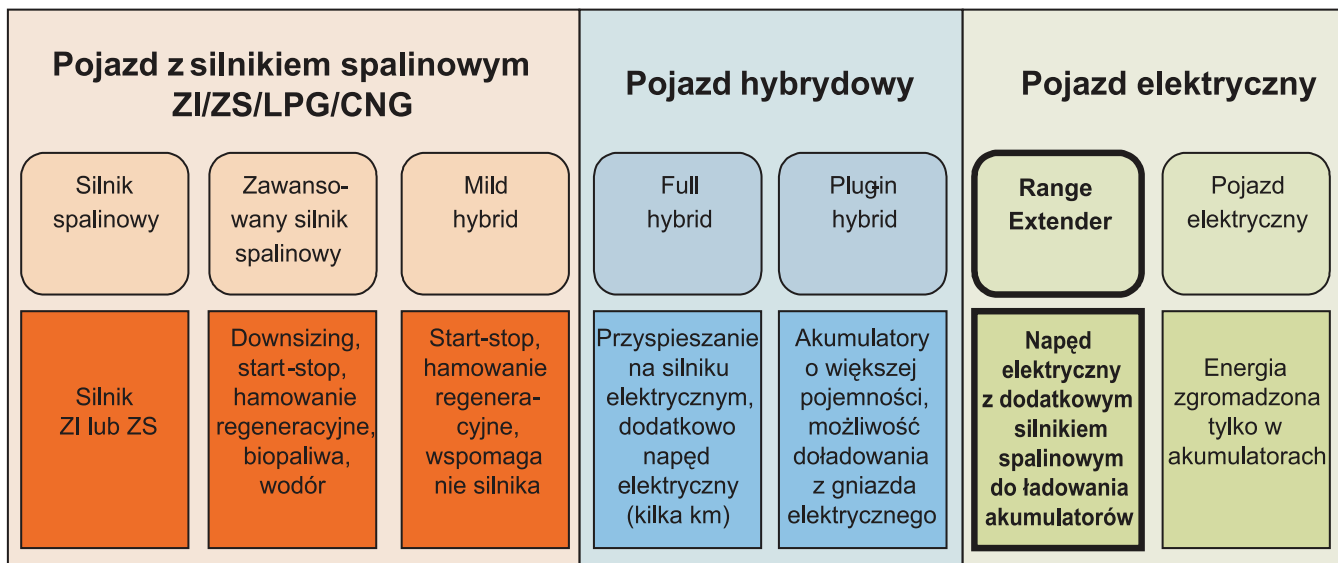 Pojazd z silnikiem spalinowym
ZI/ZS/LPG/CNG
Pojazd hybrydowy
Pojazd elektryczny
Silnik
spalinowy
Zawanso-
wany silnik
spalinowy
Mild
hybrid
Full
hybrid
Plug-in
hybrid
Range
Extender
Pojazd
elektryczny
Silnik
ZI lub ZS
Downsizing,
start-stop,
hamowanie
regeneracyjne,
biopaliwa,
wodór
Start-stop,
hamowanie
regenera-
cyjne,
wspomaga
nie silnika
Przyspieszanie
na silniku
elektrycznym,
dodatkowo
napęd
elektryczny
(kilka km)
Akumulatory
o większej
pojemności,
możliwość
doładowania
z gniazda
elektrycznego
Napęd
elektryczny
z dodatkowym
silnikiem
spalinowym
do ładowania
akumulatorów
Energia
zgromadzona
tylko w
akumulatorach